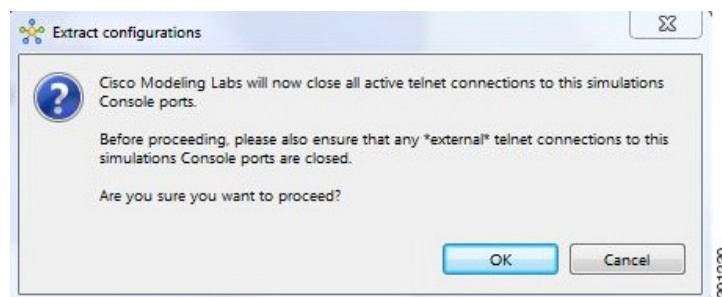 Extract configurations
Cisco Modeling Labs will now close all active telnet connections to this simulations
Console ports.
Before proceeding, please also ensure that any *external* telnet connections to this
simulations Console ports are closed.
Are you sure you want to proceed?
OK
Cancel